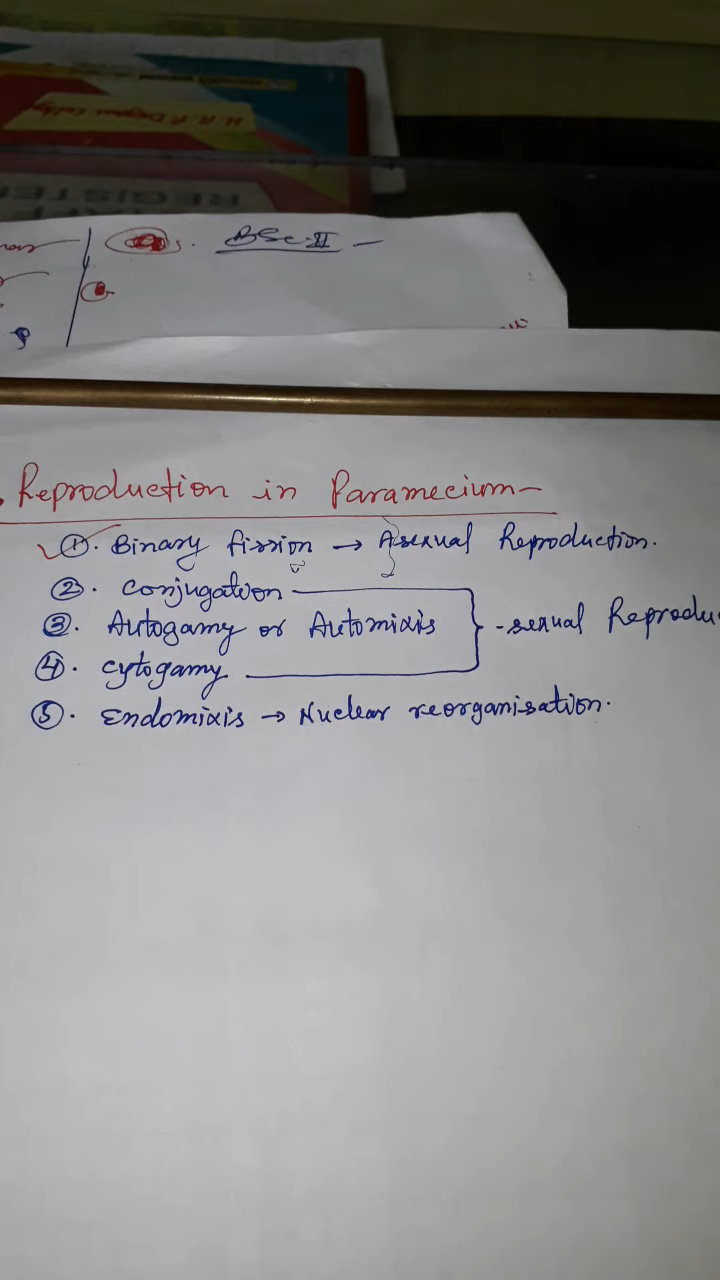 BSc-II -
Reproduction in Paramecium-
①. Binary fission → Asexual Reproduction.
②. Conjugation
③. Autogamy or Automixis } - sexual Reprodu
④. Cytogamy
⑤. Endomixis → Nuclear reorganisation.